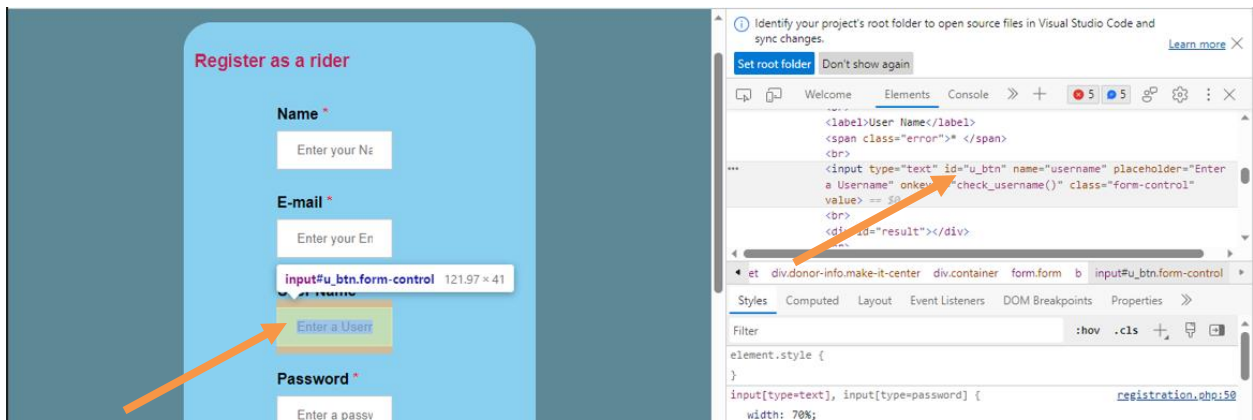 Register as a rider
Name *
Enter your Na
E-mail *
Enter your En
input#u_btn.form-control 121.97 × 41
User Name
Enter a Usern
Password *
Enter a passv
Identify your project's root folder to open source files in Visual Studio Code and
sync changes.
Learn more
Set root folder Don't show again
Welcome Elements Console 5 5
<label>User Name</label>
<span class="error">* </span>
<br>
<input type="text" id="u_btn" name="username" placeholder="Enter
a Username" "check_username()" class="form-control"
value> == $0
<br>
<div id="result"></div>
et div.donor-info.make-it-center div.container form.form b input#u_btn.form-control
Styles Computed Layout Event Listeners DOM Breakpoints Properties
Filter :hov .cls
element.style {
}
input[type=text], input[type=password] { registration.php:50
width: 70%;